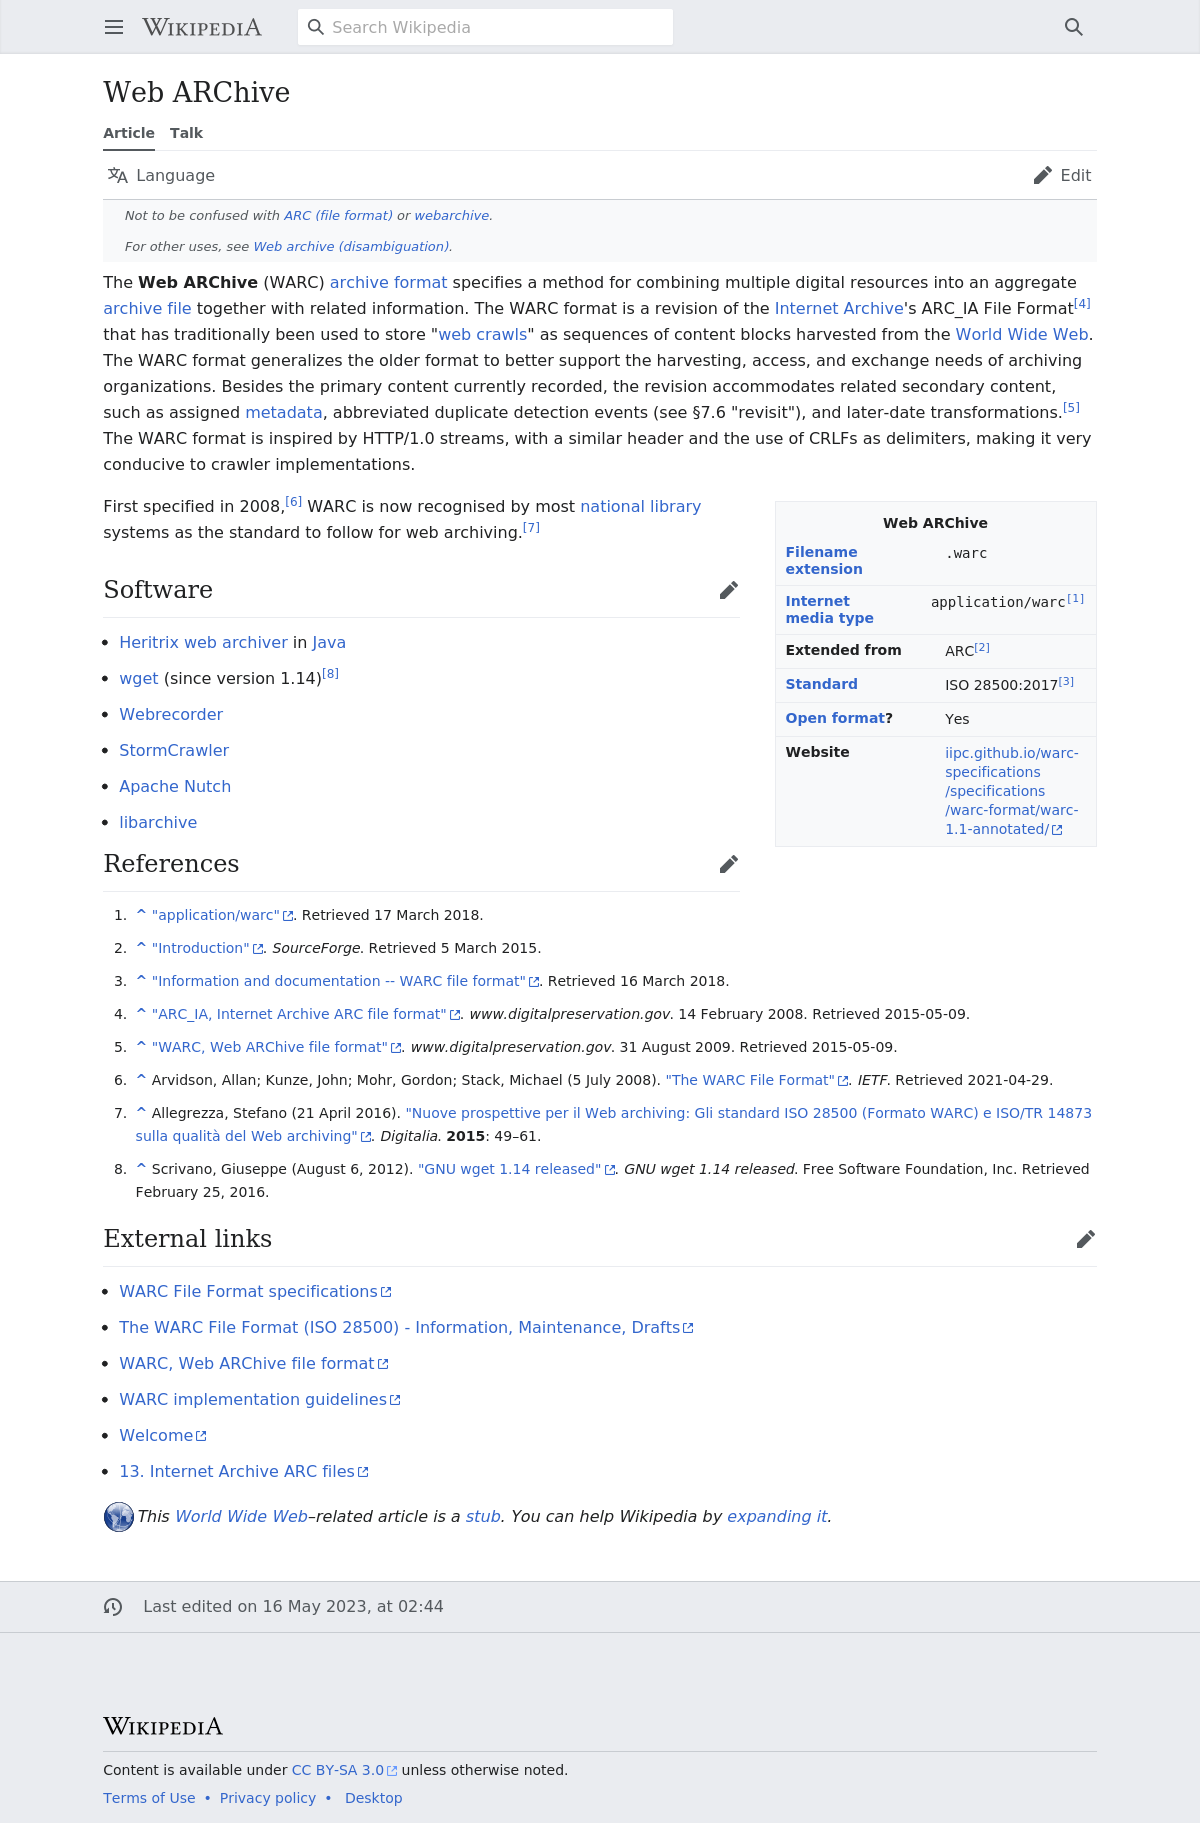 WIKIPEDIA
Search Wikipedia
Web ARChive
Article Talk
Language
Edit
Not to be confused with ARC (file format) or webarchive.
For other uses, see Web archive (disambiguation).
The Web ARChive (WARC) archive format specifies a method for combining multiple digital resources into an aggregate
archive file together with related information. The WARC format is a revision of the Internet Archive's ARC_IA File Format[4]
that has traditionally been used to store "web crawls" as sequences of content blocks harvested from the World Wide Web.
The WARC format generalizes the older format to better support the harvesting, access, and exchange needs of archiving
organizations. Besides the primary content currently recorded, the revision accommodates related secondary content,
such as assigned metadata, abbreviated duplicate detection events (see §7.6 "revisit"), and later-date transformations.[5]
The WARC format is inspired by HTTP/1.0 streams, with a similar header and the use of CRLFs as delimiters, making it very
conducive to crawler implementations.
First specified in 2008,[6] WARC is now recognised by most national library
systems as the standard to follow for web archiving.[7]
Web ARChive
Filename
extension
.warc
Internet
media type
application/warc[1]
Extended from
ARC[2]
Standard
ISO 28500:2017[3]
Open format?
Yes
Website
iipc.github.io/warc-
specifications
/specifications
/warc-format/warc-
1.1-annotated/
Software
• Heritrix web archiver in Java
• wget (since version 1.14)[8]
• Webrecorder
• StormCrawler
• Apache Nutch
• libarchive
References
1. ^ "application/warc". Retrieved 17 March 2018.
2. ^ "Introduction". SourceForge. Retrieved 5 March 2015.
3. ^ "Information and documentation -- WARC file format". Retrieved 16 March 2018.
4. ^ "ARC_IA, Internet Archive ARC file format". www.digitalpreservation.gov. 14 February 2008. Retrieved 2015-05-09.
5. ^ "WARC, Web ARChive file format". www.digitalpreservation.gov. 31 August 2009. Retrieved 2015-05-09.
6. ^ Arvidson, Allan; Kunze, John; Mohr, Gordon; Stack, Michael (5 July 2008). "The WARC File Format". IETF. Retrieved 2021-04-29.
7. ^ Allegrezza, Stefano (21 April 2016). "Nuove prospettive per il Web archiving: Gli standard ISO 28500 (Formato WARC) e ISO/TR 14873
sulla qualità del Web archiving". Digitalia. 2015: 49–61.
8. ^ Scrivano, Giuseppe (August 6, 2012). "GNU wget 1.14 released". GNU wget 1.14 released. Free Software Foundation, Inc. Retrieved
February 25, 2016.
External links
• WARC File Format specifications
• The WARC File Format (ISO 28500) - Information, Maintenance, Drafts
• WARC, Web ARChive file format
• WARC implementation guidelines
• Welcome
• 13. Internet Archive ARC files
This World Wide Web–related article is a stub. You can help Wikipedia by expanding it.
Last edited on 16 May 2023, at 02:44
WIKIPEDIA
Content is available under CC BY-SA 3.0 unless otherwise noted.
Terms of Use • Privacy policy • Desktop